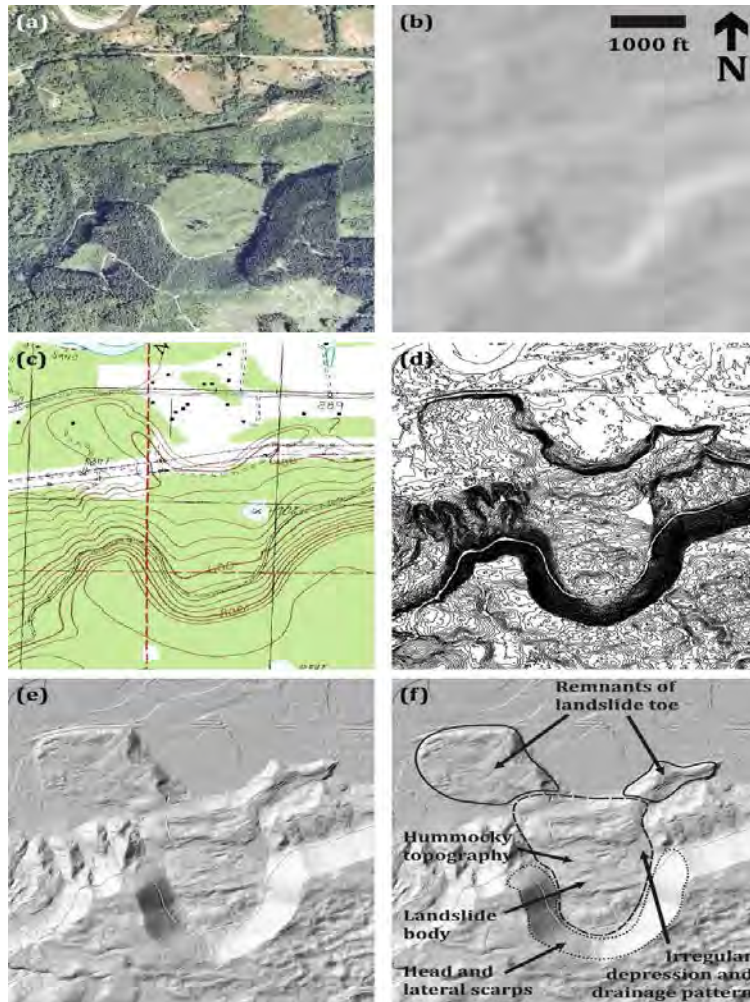 (a)
(b)
1000 ft
N
(c)
(d)
(e)
(f)
Remnants of
landslide toe
Hummocky
topography
Landslide
body
Head and
lateral scarps
Irregular
depression and
drainage pattern